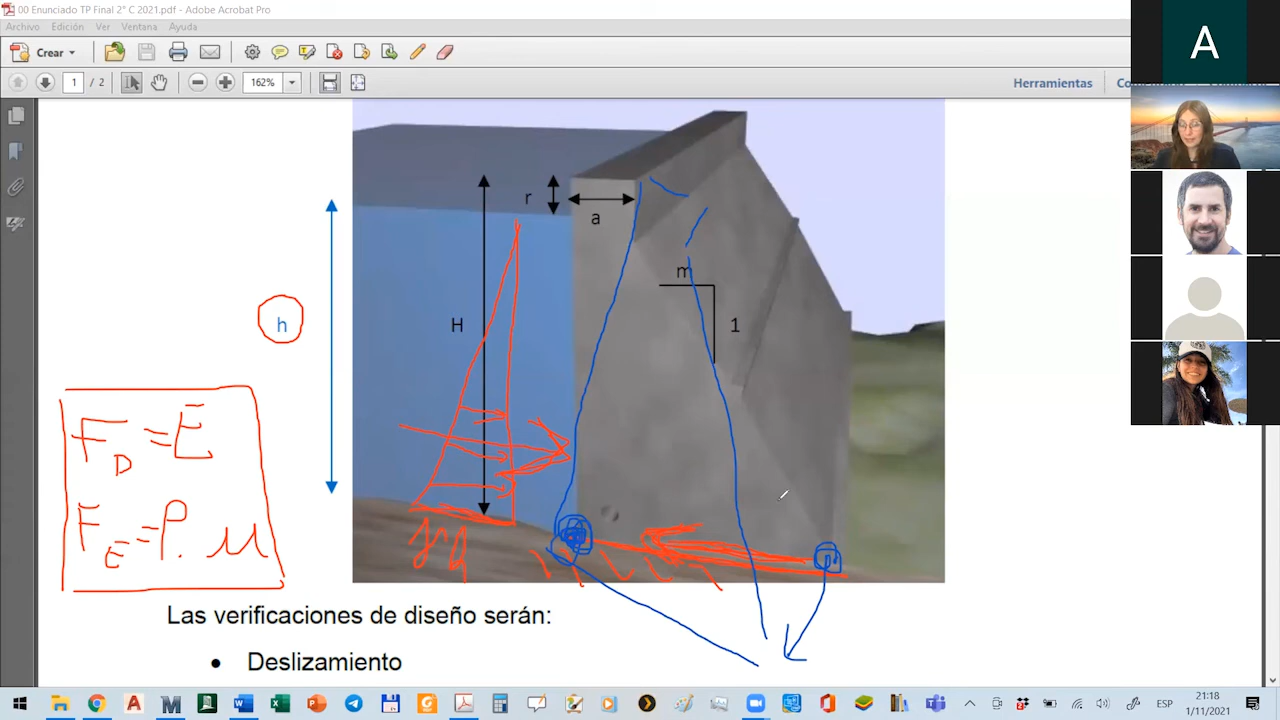 00 Enunciado TP Final 2° C 2021.pdf - Adobe Acrobat Pro
Archivo Edición Ver Ventana Ayuda
Crear
1 / 2
162%
Herramientas
A
r
a
m
H
1
h
γh
F_D = E
F_E = P. μ
Las verificaciones de diseño serán:
• Deslizamiento
ESP
21:18
1/11/2021